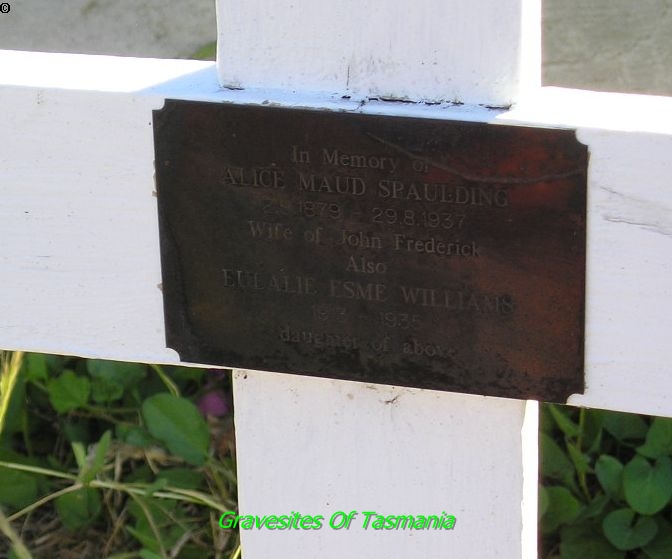 ©
In Memory of
ALICE MAUD SPAULDING
1879 - 29.8.1937
Wife of John Frederick
Also
EULALIE ESME WILLIAMS
1935
daughter of above
Gravesites Of Tasmania